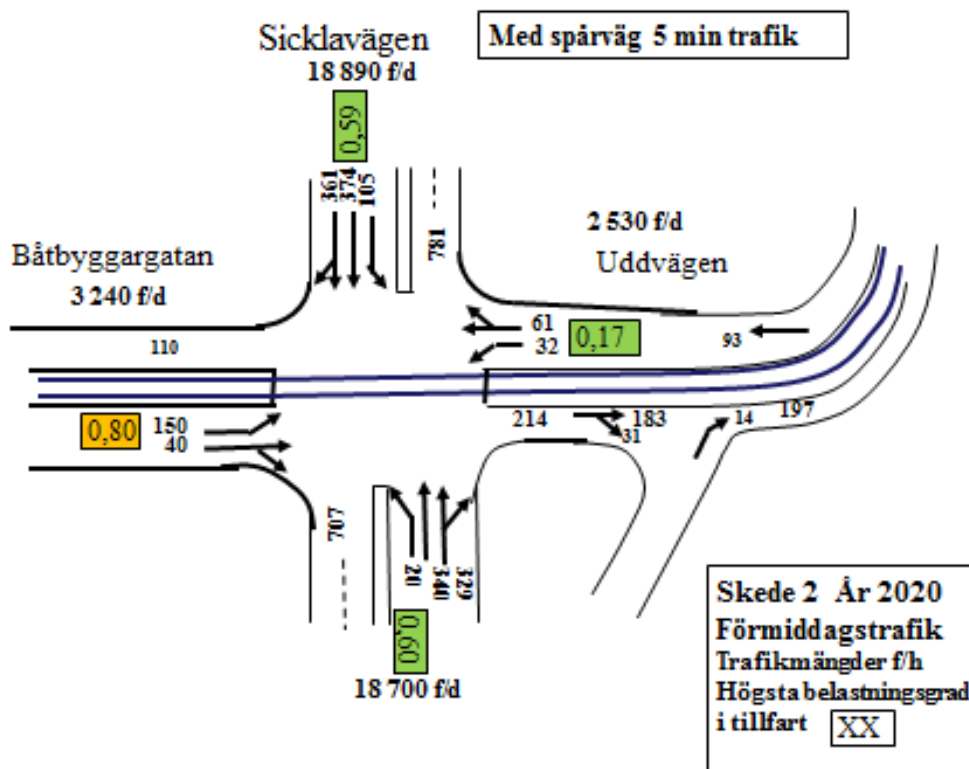 Sicklavägen
18 890 f/d
Med spårväg 5 min trafik
0,59
361
374
105
781
2 530 f/d
Uddvägen
Båtbyggargatan
3 240 f/d
110
61
32
0,17
93
0,80
150
40
214
183
31
14
197
707
20
340
329
0,60
18 700 f/d
Skede 2 År 2020
Förmiddagstrafik
Trafikmängder f/h
Högsta belastningsgrad
i tillfart XX